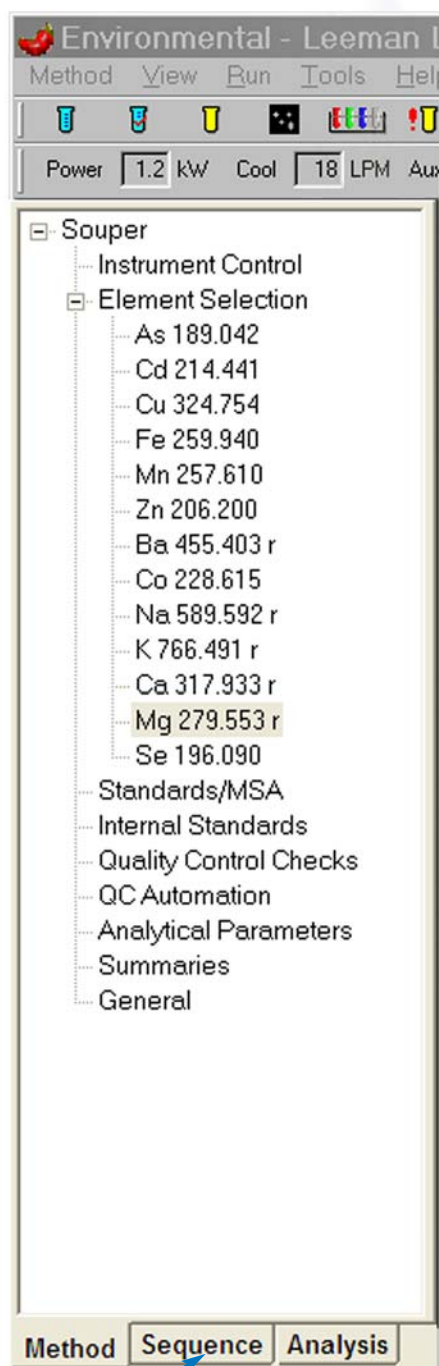 Environmental - Leeman
Method View Run Tools
Power 1.2 kW Cool 18 LPM
Souper
Instrument Control
Element Selection
As 189.042
Cd 214.441
Cu 324.754
Fe 259.940
Mn 257.610
Zn 206.200
Ba 455.403 r
Co 228.615
Na 589.592 r
K 766.491 r
Ca 317.933 r
Mg 279.553 r
Se 196.090
Standards/MSA
Internal Standards
Quality Control Checks
QC Automation
Analytical Parameters
Summaries
General
Method Sequence Analysis